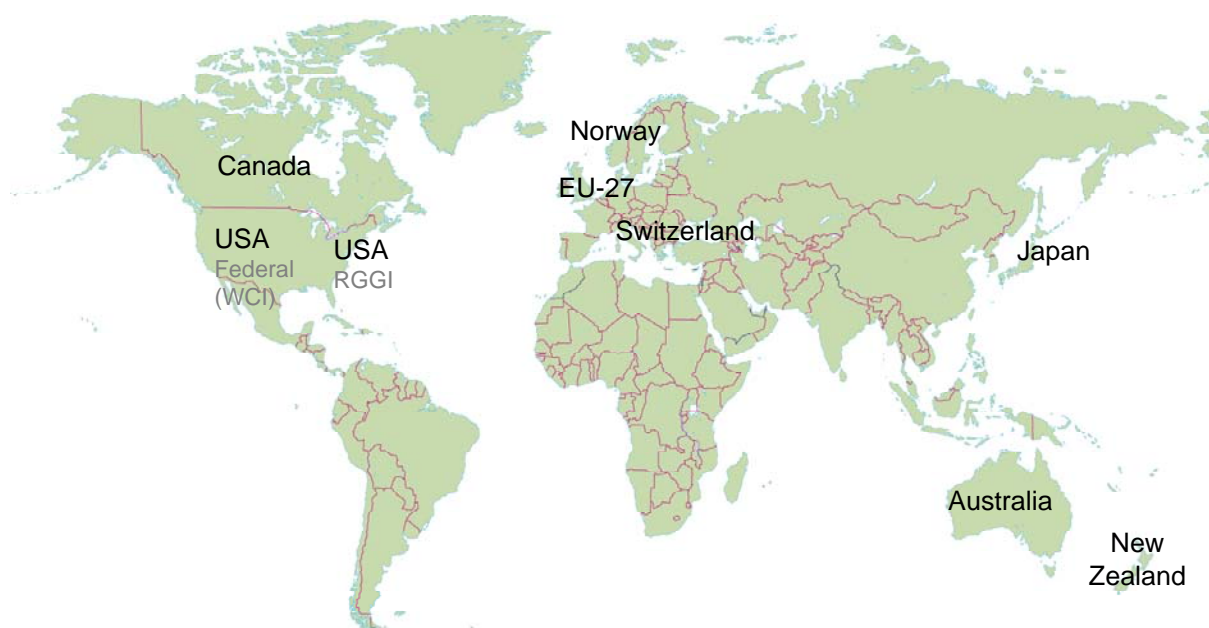 Norway
Canada
EU-27
Switzerland
USA
Federal
(WCI)
USA
RGGI
Japan
Australia
New
Zealand